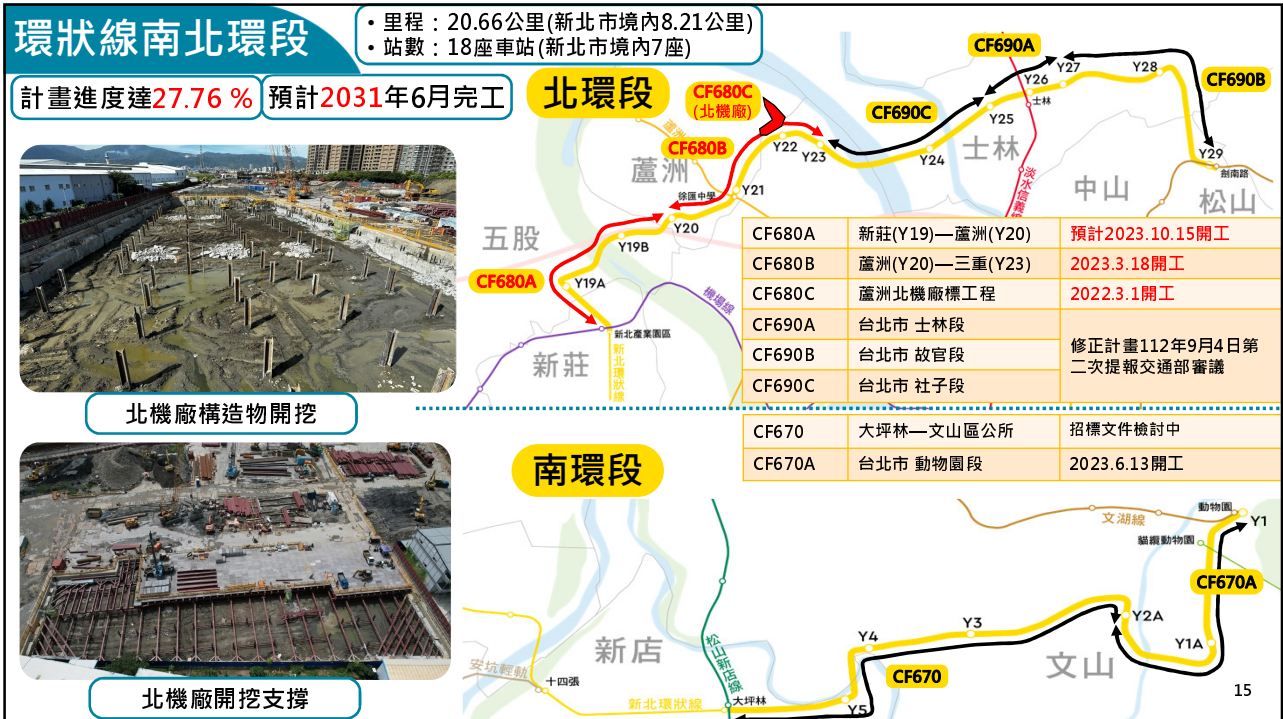 環狀線南北環段
• 里程：20.66公里(新北市境內8.21公里)
• 站數：18座車站(新北市境內7座)
計畫進度達27.76 %
預計2031年6月完工
北環段
CF680C
(北機廠)
CF680B
CF680A
CF690A
CF690B
CF690C
蘆洲
五股
新莊
士林
中山
松山
蘆洲
徐匯中學
Y19A
Y19B
Y20
Y21
Y22
Y23
Y24
Y25
Y26
士林
Y27
Y28
Y29
劍南路
淡水信義線
機場線
新北產業園區
新北環狀線
CF680A 新莊(Y19)—蘆洲(Y20) 預計2023.10.15開工
CF680B 蘆洲(Y20)—三重(Y23) 2023.3.18開工
CF680C 蘆洲北機廠標工程 2022.3.1開工
CF690A 台北市 士林段
CF690B 台北市 故宮段
CF690C 台北市 社子段
修正計畫112年9月4日第
二次提報交通部審議
CF670 大坪林—文山區公所 招標文件檢討中
CF670A 台北市 動物園段 2023.6.13開工
北機廠構造物開挖
北機廠開挖支撐
南環段
新店
文山
文湖線
動物園
Y1
貓纜動物園
CF670A
Y1A
Y2A
Y3
Y4
Y5
CF670
松山新店線
大坪林
新北環狀線
安坑輕軌
十四張
15